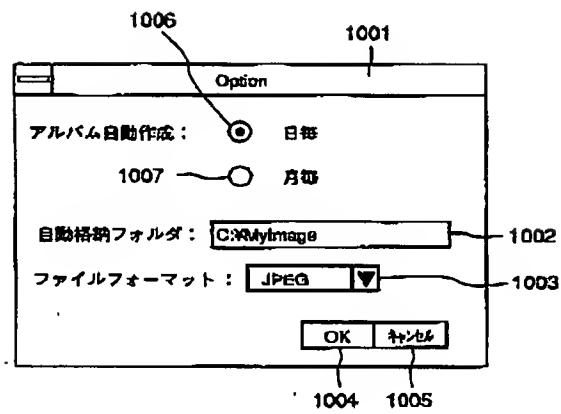 1006
1001
Option
アルバム自動作成： 日毎
1007 月毎
自動格納フォルダ： C:¥MyImage 1002
ファイルフォーマット： JPEG 1003
OK キャンセル
1004 1005